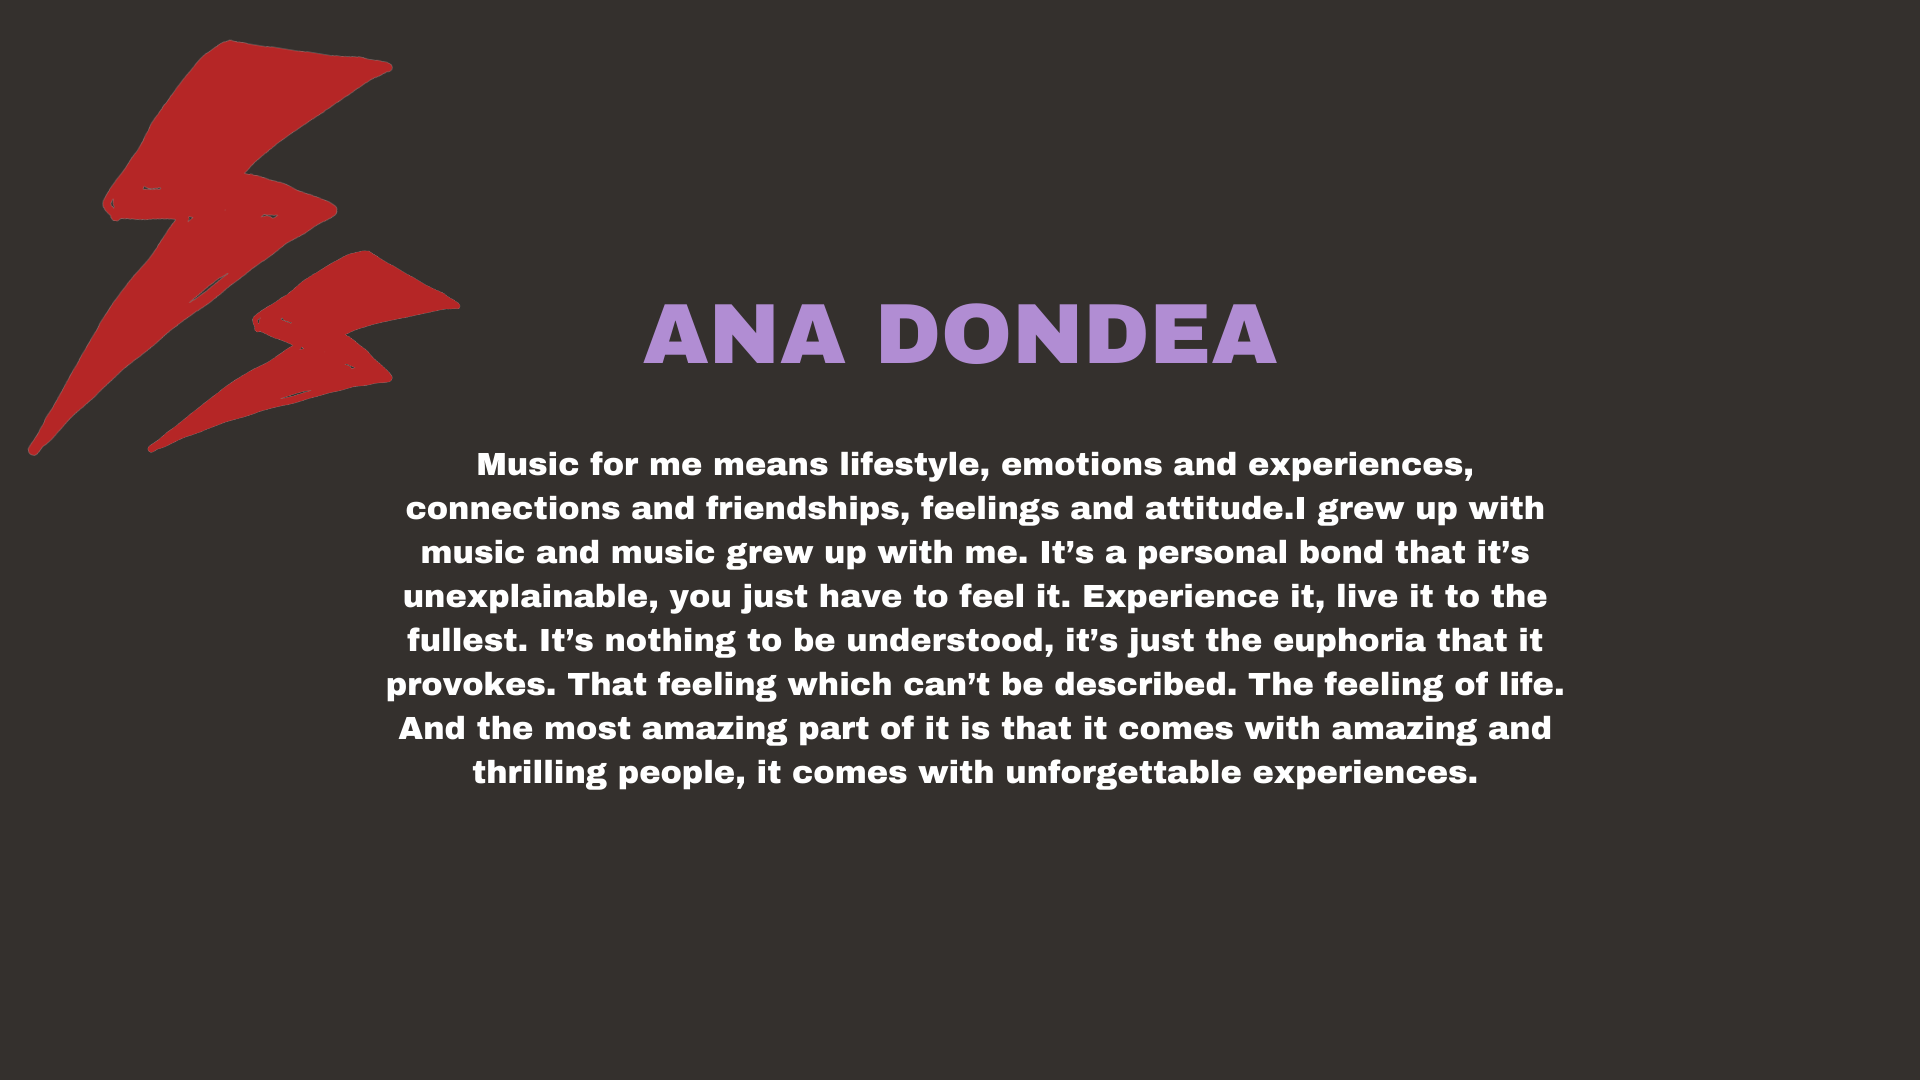 ANA DONDEA
Music for me means lifestyle, emotions and experiences,
connections and friendships, feelings and attitude.I grew up with
music and music grew up with me. It’s a personal bond that it’s
unexplainable, you just have to feel it. Experience it, live it to the
fullest. It’s nothing to be understood, it’s just the euphoria that it
provokes. That feeling which can’t be described. The feeling of life.
And the most amazing part of it is that it comes with amazing and
thrilling people, it comes with unforgettable experiences.